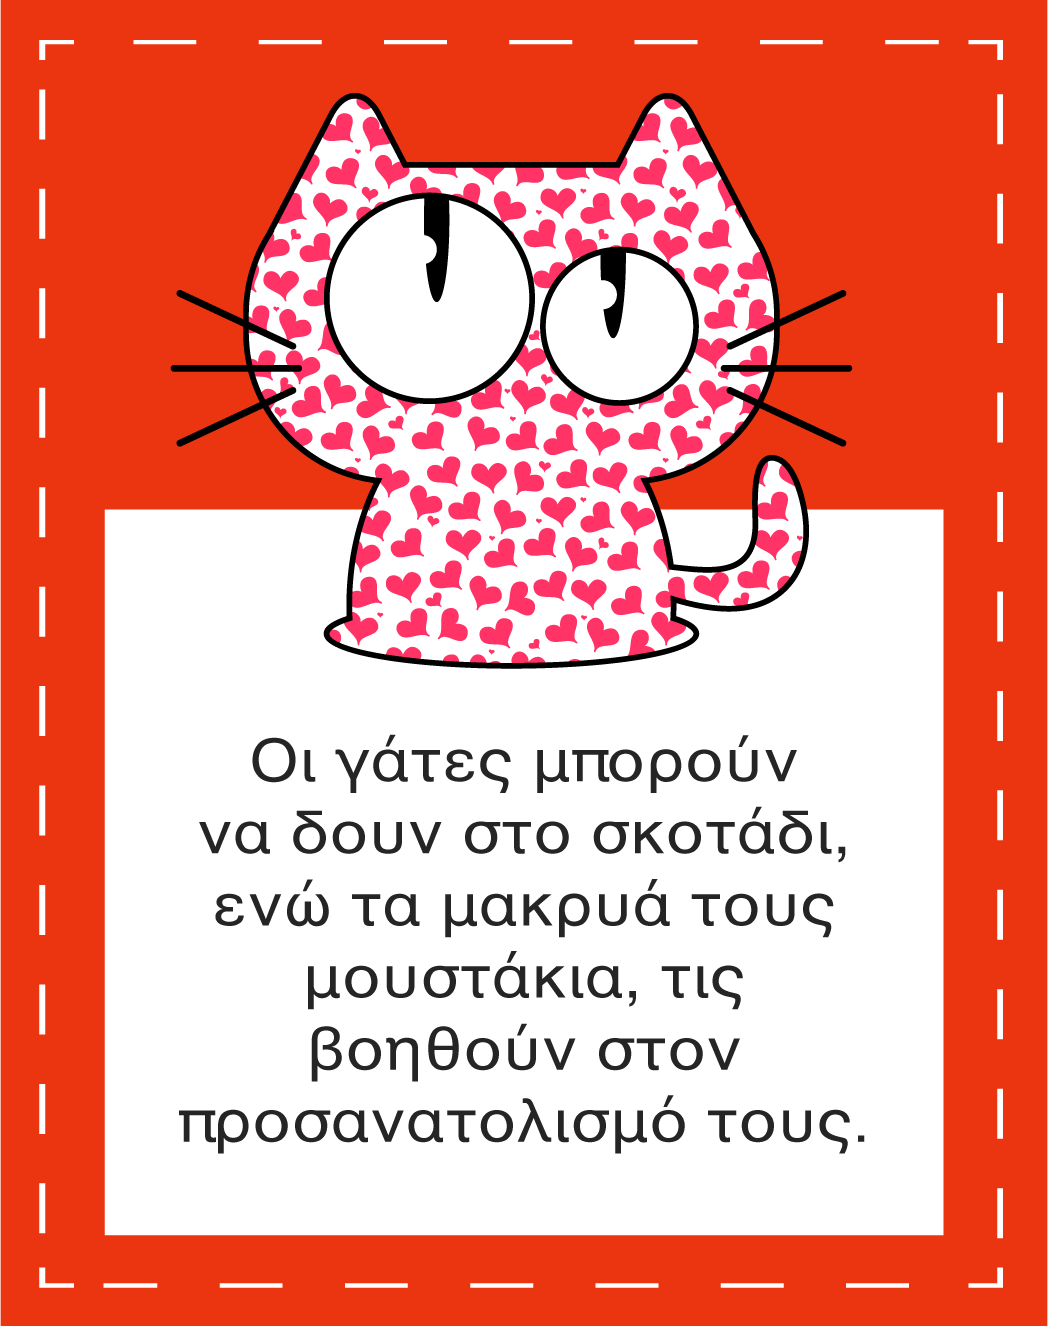 Οι γάτες μπορούν
να δουν στο σκοτάδι,
ενώ τα μακρυά τους
μουστάκια, τις
βοηθούν στον
προσανατολισμό τους.